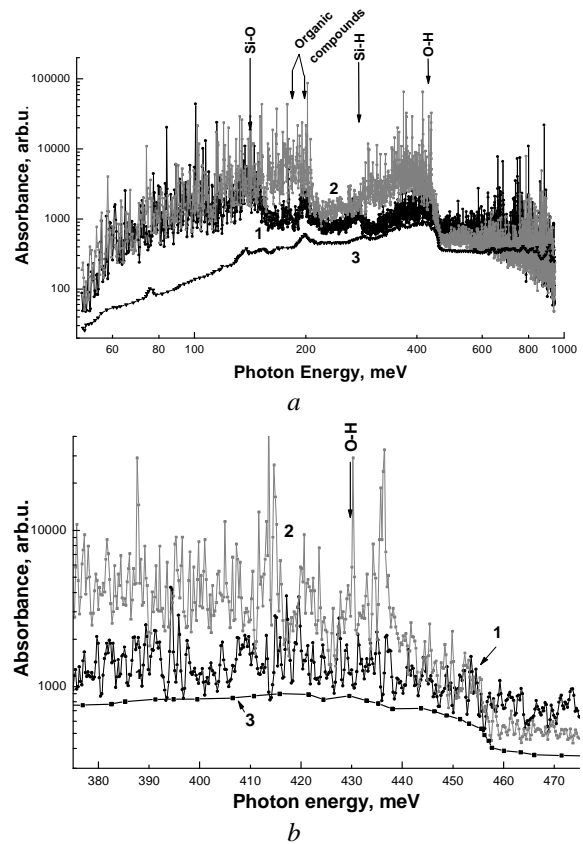 Si-O
Organic
compounds
Si-H
O-H
100000
10000
1000
100
Absorbance, arb.u.
1
2
3
60
80
100
200
400
600
800
1000
Photon Energy, meV
a
O-H
10000
1000
Absorbance, arb.u.
2
1
3
380
390
400
410
420
430
440
450
460
470
Photon energy, meV
b